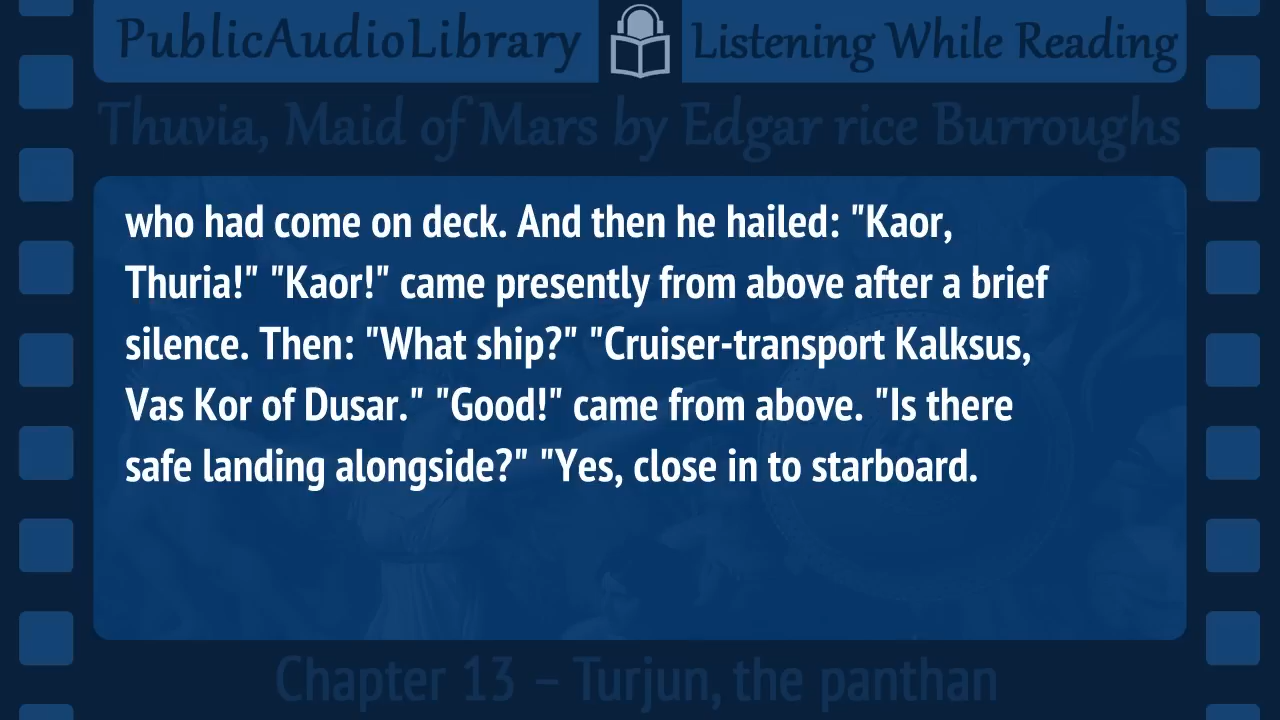 PublicAudioLibrary
Listening While Reading
Thuvia, Maid of Mars by Edgar rice Burroughs
who had come on deck. And then he hailed: "Kaor,
Thuria!" "Kaor!" came presently from above after a brief
silence. Then: "What ship?" "Cruiser-transport Kalksus,
Vas Kor of Dusar." "Good!" came from above. "Is there
safe landing alongside?" "Yes, close in to starboard.
Chapter 13 – Turjun, the panthan